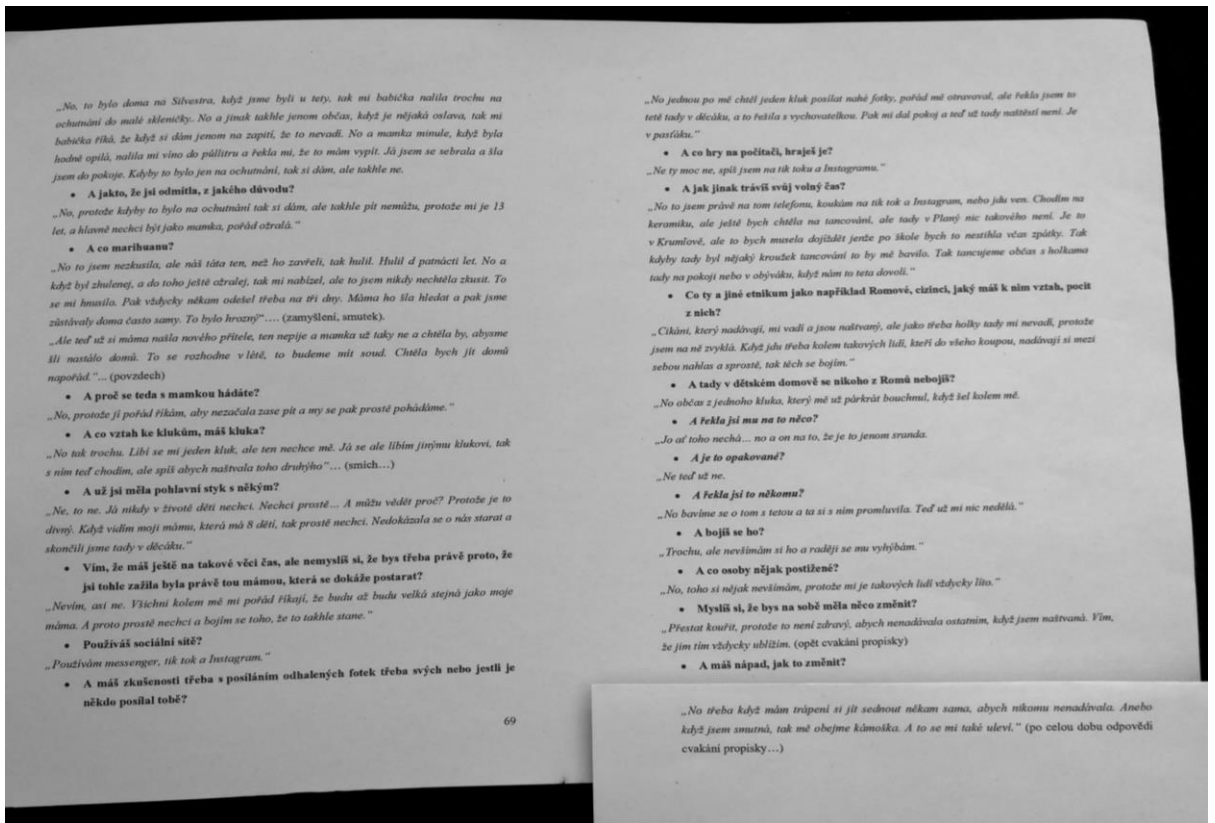 „No, to bylo doma na Silvestra, když jsme byli u tety, tak mi babička nalila trochu na
ochutnání do malé skleničky. No a jinak takhle jenom občas, když je nějaká oslava, tak mi
babička říká, že když si dám jenom na zapití, že to nevadí. No a mamka minule, když byla
hodně opilá, nalila mi víno do půllitru a řekla mi, že to mám vypít. Já jsem se sebrala a šla
jsem do pokoje. Kdyby to bylo jen na ochutnání, tak si dám, ale takhle ne.
• A jakto, že jsi odmítla, z jakého důvodu?
„No, protože kdyby to bylo na ochutnání tak si dám, ale takhle pít nemůžu, protože mi je 13
let, a hlavně nechci být jako mamka, pořád ožralá."
• A co marihuanu?
„No to jsem nezkusila, ale náš táta ten, než ho zavřeli, tak hulil. Hulil d patnácti let. No a
když byl zhulenej, a do toho ještě ožralej, tak mi nabízel, ale to jsem nikdy nechtěla zkusit. To
se mi hnusilo. Pak vždycky někam odešel třeba na tři dny. Máma ho šla hledat a pak jsme
zůstávaly doma často samy. To bylo hrozný"…. (zamyšlení, smutek).
„Ale teď už si máma našla nového přítele, ten nepije a mamka už taky ne a chtěla by, abysme
šli nastálo domů. To se rozhodne v létě, to budeme mít soud. Chtěla bych jít domů
napořád."... (povzdech)
• A proč se teda s mamkou hádáte?
„No, protože jí pořád říkám, aby nezačala zase pít a my se pak prostě pohádáme."
• A co vztah ke klukům, máš kluka?
„No tak trochu. Líbí se mi jeden kluk, ale ten nechce mě. Já se ale líbím jinýmu klukovi, tak
s ním teď chodím, ale spíš abych naštvala toho druhýho"… (smích…)
• A už jsi měla pohlavní styk s někým?
„Ne, to ne. Já nikdy v životě děti nechci. Nechci prostě… A můžu vědět proč? Protože je to
divný. Když vidím moji mámu, která má 8 dětí, tak prostě nechci. Nedokázala se o nás starat a
skončili jsme tady v děcáku."
• Vím, že máš ještě na takové věci čas, ale nemyslíš si, že bys třeba právě proto, že
jsi tohle zažila byla právě tou mámou, která se dokáže postarat?
„Nevím, asi ne. Všichni kolem mě mi pořád říkají, že budu až budu velká stejná jako moje
máma. A proto prostě nechci a bojím se toho, že to takhle stane."
• Používáš sociální sítě?
„Používám messenger, tik tok a Instagram."
• A máš zkušenosti třeba s posíláním odhalených fotek třeba svých nebo jestli je
někdo posílal tobě?
69
„No jednou po mě chtěl jeden kluk posílat nahé fotky, pořád mě otravoval, ale řekla jsem to
tetě tady v děcáku, a to řešila s vychovatelkou. Pak mi dal pokoj a teď už tady naštěstí není. Je
v pasťáku."
• A co hry na počítači, hraješ je?
„Ne ty moc ne, spíš jsem na tik toku a Instagramu."
• A jak jinak trávíš svůj volný čas?
„No to jsem právě na tom telefonu, koukám na tik tok a Instagram, nebo jdu ven. Chodím na
keramiku, ale ještě bych chtěla na tancování, ale tady v Planý nic takového není. Je to
v Krumlově, ale to bych musela dojíždět jenže po škole bych to nestihla včas zpátky. Tak
kdyby tady byl nějaký kroužek tancování to by mě bavilo. Tak tancujeme občas s holkama
tady na pokoji nebo v obýváku, když nám to teta dovolí."
• Co ty a jiné etnikum jako například Romové, cizinci, jaký máš k nim vztah, pocit
z nich?
„Cikáni, který nadávají, mi vadí a jsou naštvaný, ale jako třeba holky tady mi nevadí, protože
jsem na ně zvyklá. Když jdu třeba kolem takových lidí, kteří do všeho koupou, nadávají si mezi
sebou nahlas a sprostě, tak těch se bojím."
• A tady v dětském domově se nikoho z Romů nebojíš?
„No občas z jednoho kluka, který mě už párkrát bouchnul, když šel kolem mě.
• A řekla jsi mu na to něco?
„Jo ať toho nechá… no a on na to, že je to jenom sranda.
• A je to opakované?
„Ne teď už ne.
• A řekla jsi to někomu?
„No bavíme se o tom s tetou a ta si s ním promluvila. Teď už mi nic nedělá."
• A bojíš se ho?
„Trochu, ale nevšímám si ho a raději se mu vyhýbám."
• A co osoby nějak postižené?
„No, toho si nějak nevšímám, protože mi je takových lidí vždycky líto."
• Myslíš si, že bys na sobě měla něco změnit?
„Přestat kouřit, protože to není zdravý, abych nenadávala ostatním, když jsem naštvaná. Vím,
že jim tím vždycky ublížím. (opět cvakání propisky)
• A máš nápad, jak to změnit?
„No třeba když mám trápení si jít sednout někam sama, abych nikomu nenadávala. Anebo
když jsem smutná, tak mě obejme kámoška. A to se mi také uleví." (po celou dobu odpovědi
cvakání propisky…)